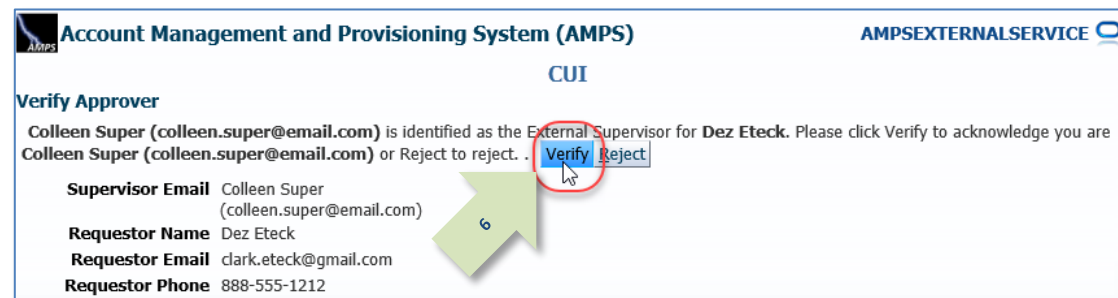 AMPS Account Management and Provisioning System (AMPS) AMPSEXTERNALSERVICE
CUI
Verify Approver
Colleen Super (colleen.super@email.com) is identified as the External Supervisor for Dez Eteck. Please click Verify to acknowledge you are
Colleen Super (colleen.super@email.com) or Reject to reject. . Verify Reject
Supervisor Email Colleen Super
(colleen.super@email.com)
6
Requestor Name Dez Eteck
Requestor Email clark.eteck@gmail.com
Requestor Phone 888-555-1212